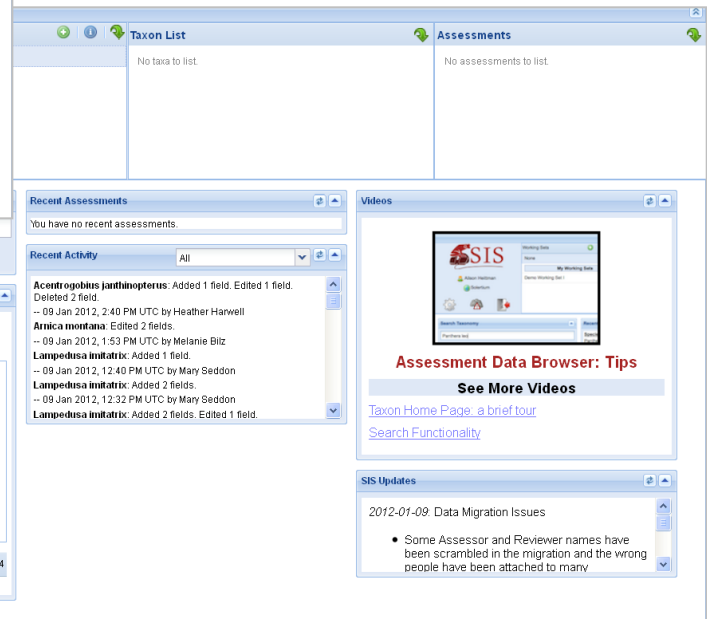 Taxon List
Assessments
No taxa to list.
No assessments to list.
Recent Assessments
You have no recent assessments.
Recent Activity
All
Acentrogobius janthinopterus: Added 1 field. Edited 1 field.
Deleted 2 field.
-- 09 Jan 2012, 2:40 PM UTC by Heather Harwell
Arnica montana: Edited 2 fields.
-- 09 Jan 2012, 1:53 PM UTC by Melanie Bilz
Lampedusa imitatrix: Added 1 field.
-- 09 Jan 2012, 12:40 PM UTC by Mary Seddon
Lampedusa imitatrix: Added 2 fields.
-- 09 Jan 2012, 12:32 PM UTC by Mary Seddon
Lampedusa imitatrix: Added 2 fields. Edited 1 field.
4
Videos
SIS
Working Sets
None
My Working Sets
Demo Working Set I
Search Taxonomy
Panthera leo
Assessment Data Browser: Tips
See More Videos
Taxon Home Page: a brief tour
Search Functionality
SIS Updates
2012-01-09: Data Migration Issues
• Some Assessor and Reviewer names have
been scrambled in the migration and the wrong
people have been attached to many